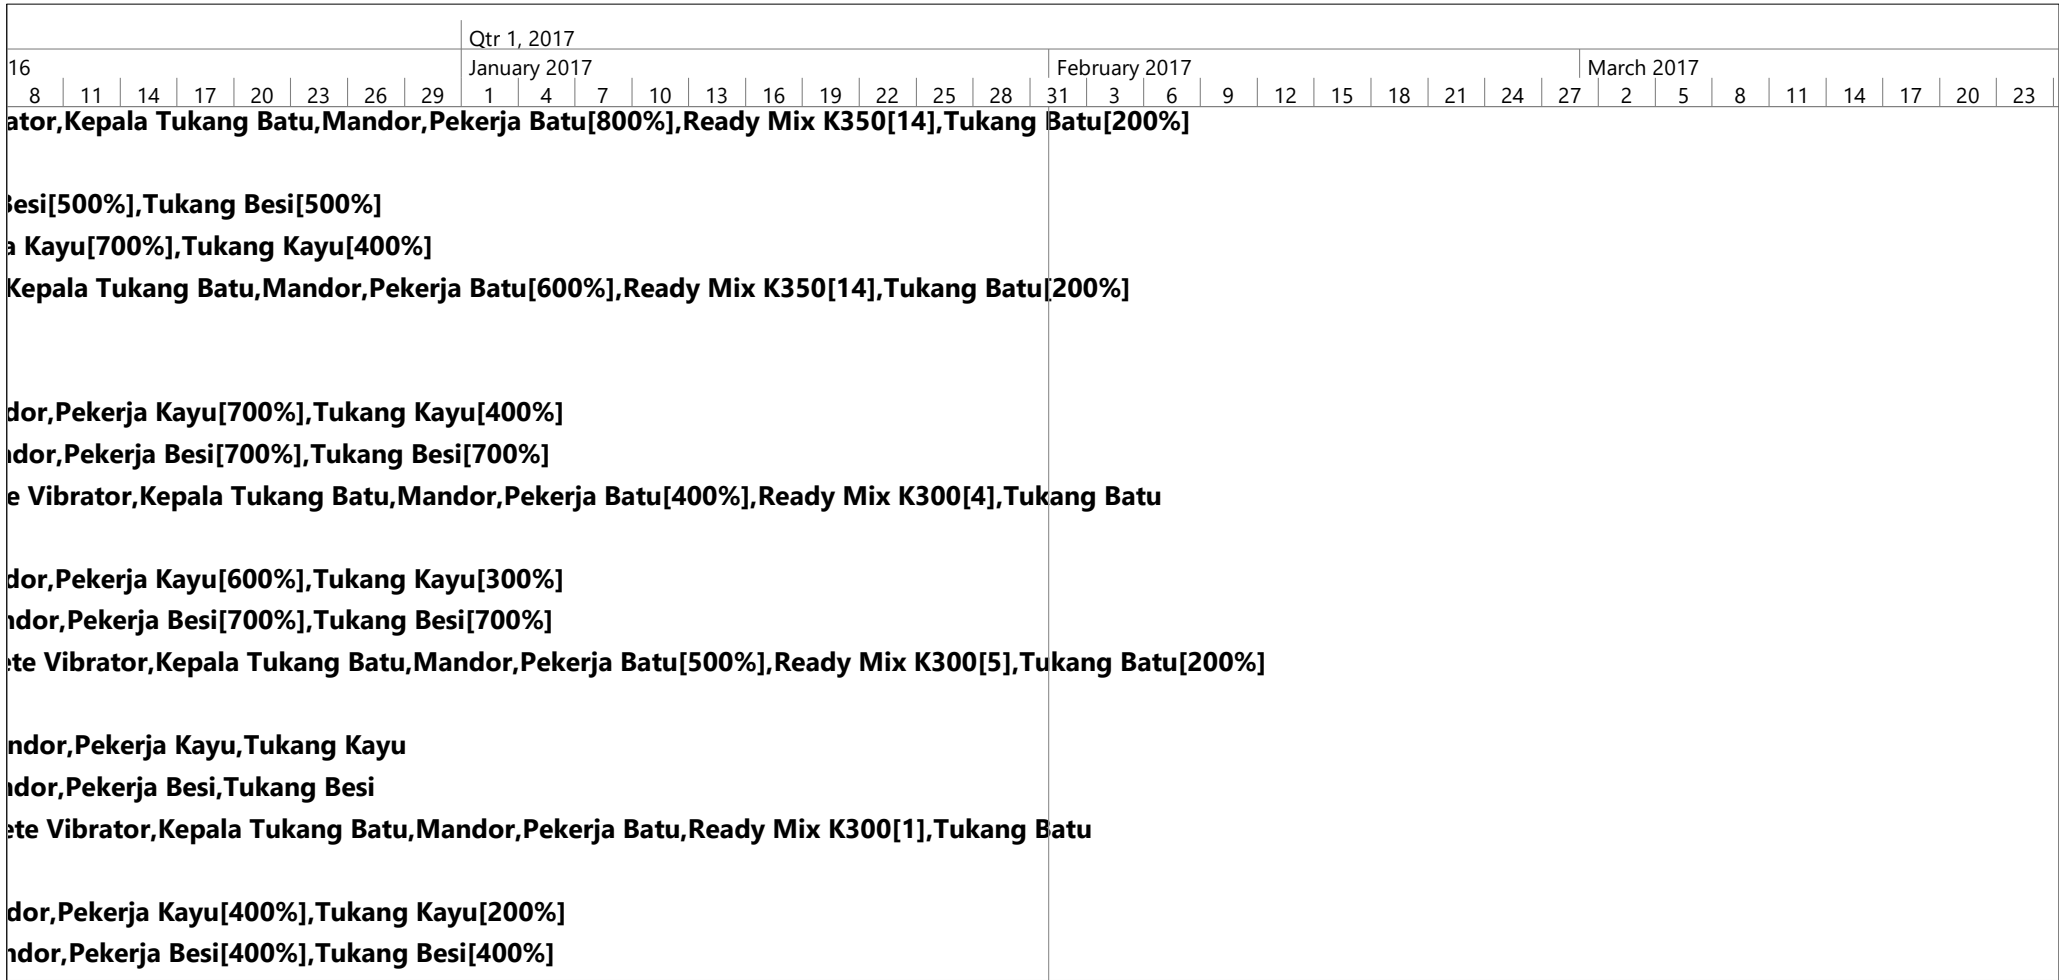 Qtr 1, 2017
16 January 2017 February 2017 March 2017
8 11 14 17 20 23 26 29 1 4 7 10 13 16 19 22 25 28 31 3 6 9 12 15 18 21 24 27 2 5 8 11 14 17 20 23
ator,Kepala Tukang Batu,Mandor,Pekerja Batu[800%],Ready Mix K350[14],Tukang Batu[200%]
Besi[500%],Tukang Besi[500%]
a Kayu[700%],Tukang Kayu[400%]
Kepala Tukang Batu,Mandor,Pekerja Batu[600%],Ready Mix K350[14],Tukang Batu[200%]
dor,Pekerja Kayu[700%],Tukang Kayu[400%]
ndor,Pekerja Besi[700%],Tukang Besi[700%]
e Vibrator,Kepala Tukang Batu,Mandor,Pekerja Batu[400%],Ready Mix K300[4],Tukang Batu
dor,Pekerja Kayu[600%],Tukang Kayu[300%]
ndor,Pekerja Besi[700%],Tukang Besi[700%]
ete Vibrator,Kepala Tukang Batu,Mandor,Pekerja Batu[500%],Ready Mix K300[5],Tukang Batu[200%]
ndor,Pekerja Kayu,Tukang Kayu
ndor,Pekerja Besi,Tukang Besi
ete Vibrator,Kepala Tukang Batu,Mandor,Pekerja Batu,Ready Mix K300[1],Tukang Batu
dor,Pekerja Kayu[400%],Tukang Kayu[200%]
ndor,Pekerja Besi[400%],Tukang Besi[400%]